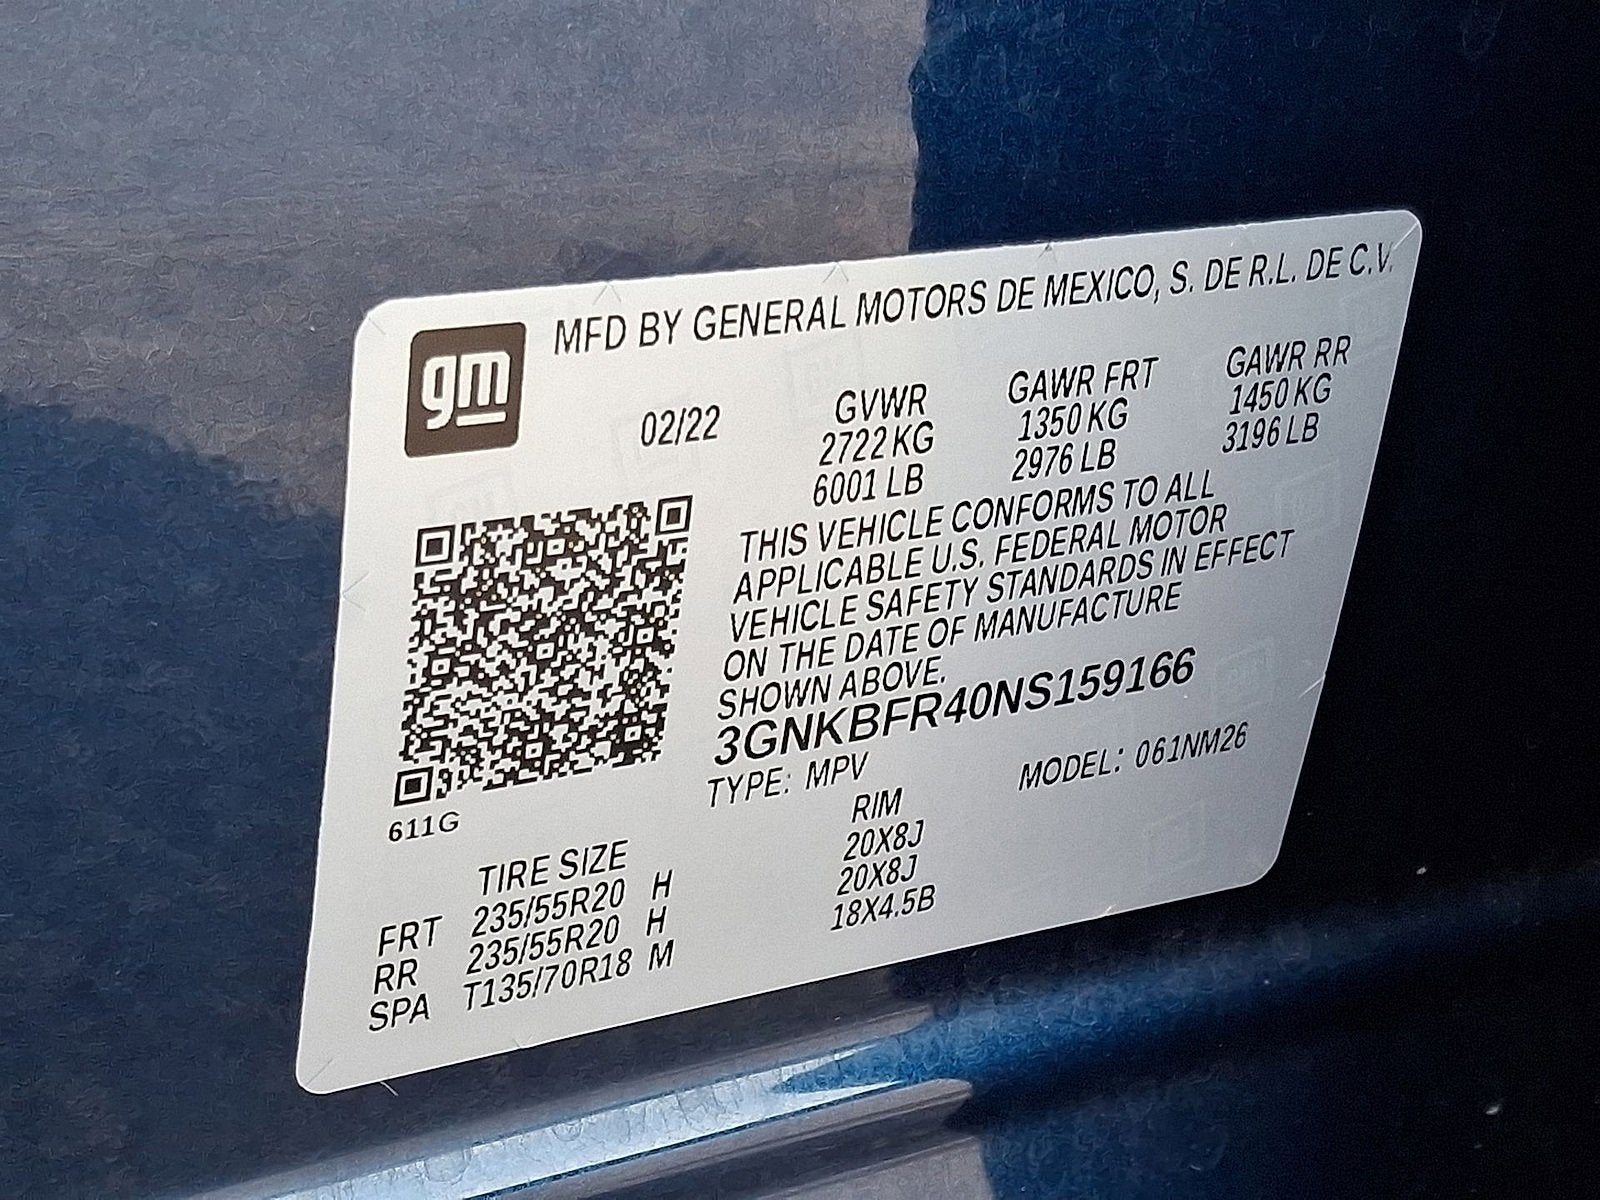 gm
MFD BY GENERAL MOTORS DE MEXICO, S. DE R.L. DE C.V.
02/22 GVWR GAWR FRT GAWR RR
2722 KG 1350 KG 1450 KG
6001 LB 2976 LB 3196 LB
THIS VEHICLE CONFORMS TO ALL
APPLICABLE U.S. FEDERAL MOTOR
VEHICLE SAFETY STANDARDS IN EFFECT
ON THE DATE OF MANUFACTURE
SHOWN ABOVE.
3GNKBFR40NS159166
TYPE: MPV MODEL: 061NM26
611G
TIRE SIZE RIM
FRT 235/55R20 H 20X8J
RR 235/55R20 H 20X8J
SPA T135/70R18 M 18X4.5B